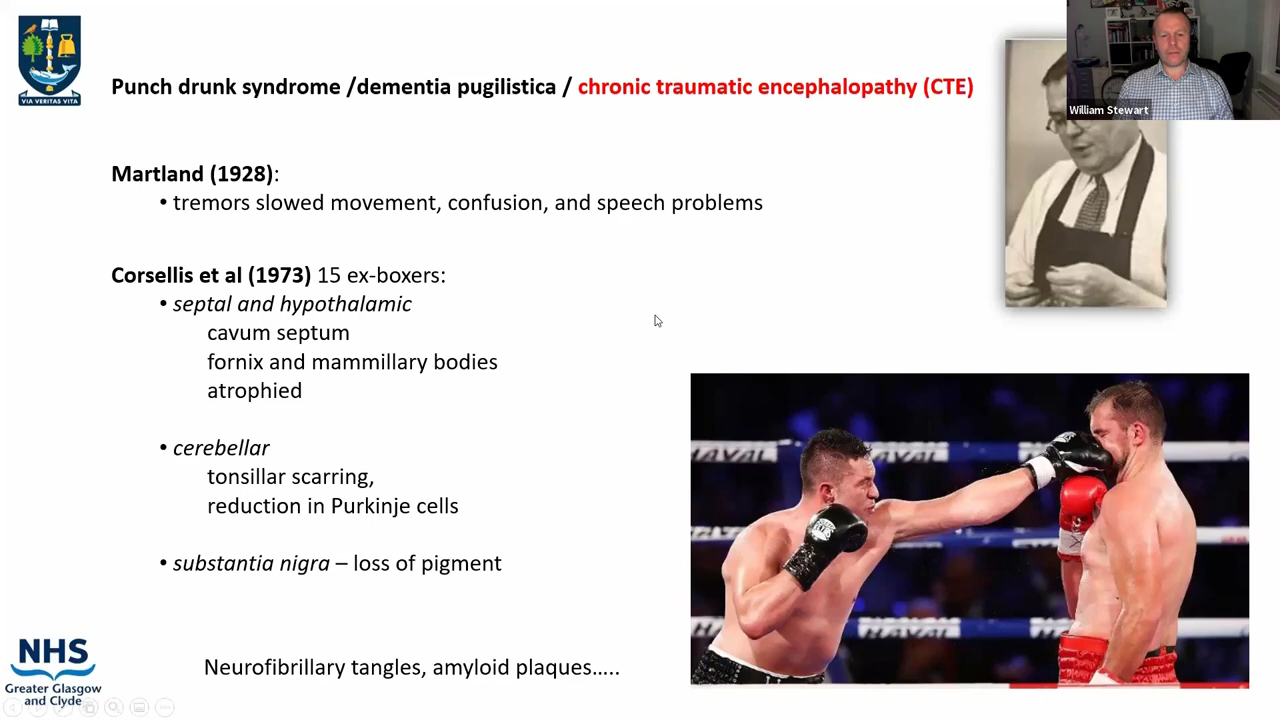 VIA VERITAS VITA
Punch drunk syndrome /dementia pugilistica / chronic traumatic encephalopathy (CTE)
William Stewart
Martland (1928):
• tremors slowed movement, confusion, and speech problems
Corsellis et al (1973) 15 ex-boxers:
• septal and hypothalamic
cavum septum
fornix and mammillary bodies
atrophied
• cerebellar
tonsillar scarring,
reduction in Purkinje cells
• substantia nigra – loss of pigment
Neurofibrillary tangles, amyloid plaques…..
NHS
Greater Glasgow
and Clyde